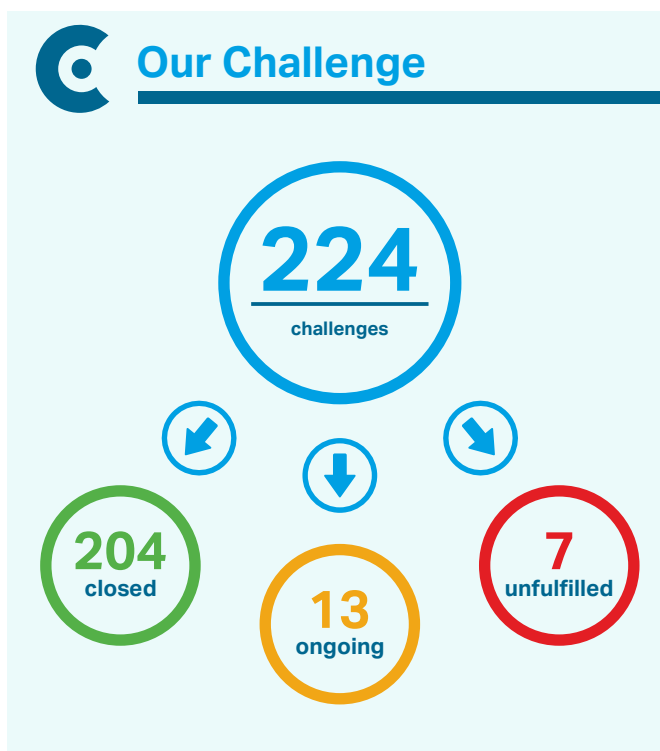 Our Challenge
224
challenges
204
closed
13
ongoing
7
unfulfilled